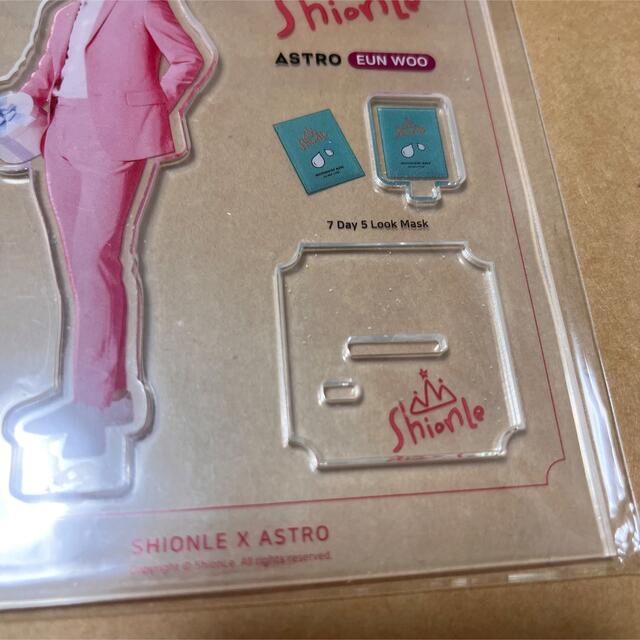 Shionle
ASTRO EUN WOO
7 Day 5 Look Mask
Shionle
SHIONLE X ASTRO
copyright © ShionLe. All rights reserved.